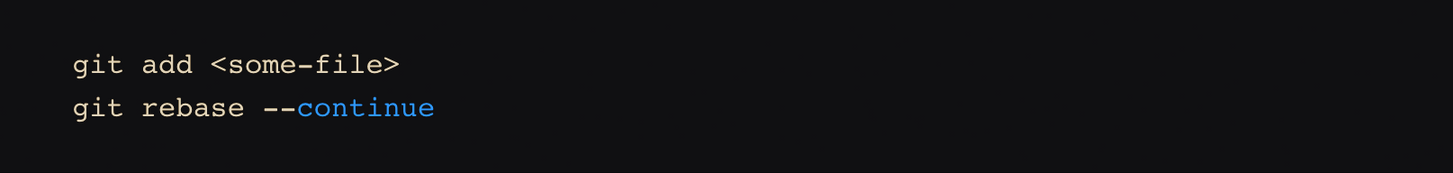 git add <some-file>
git rebase --continue